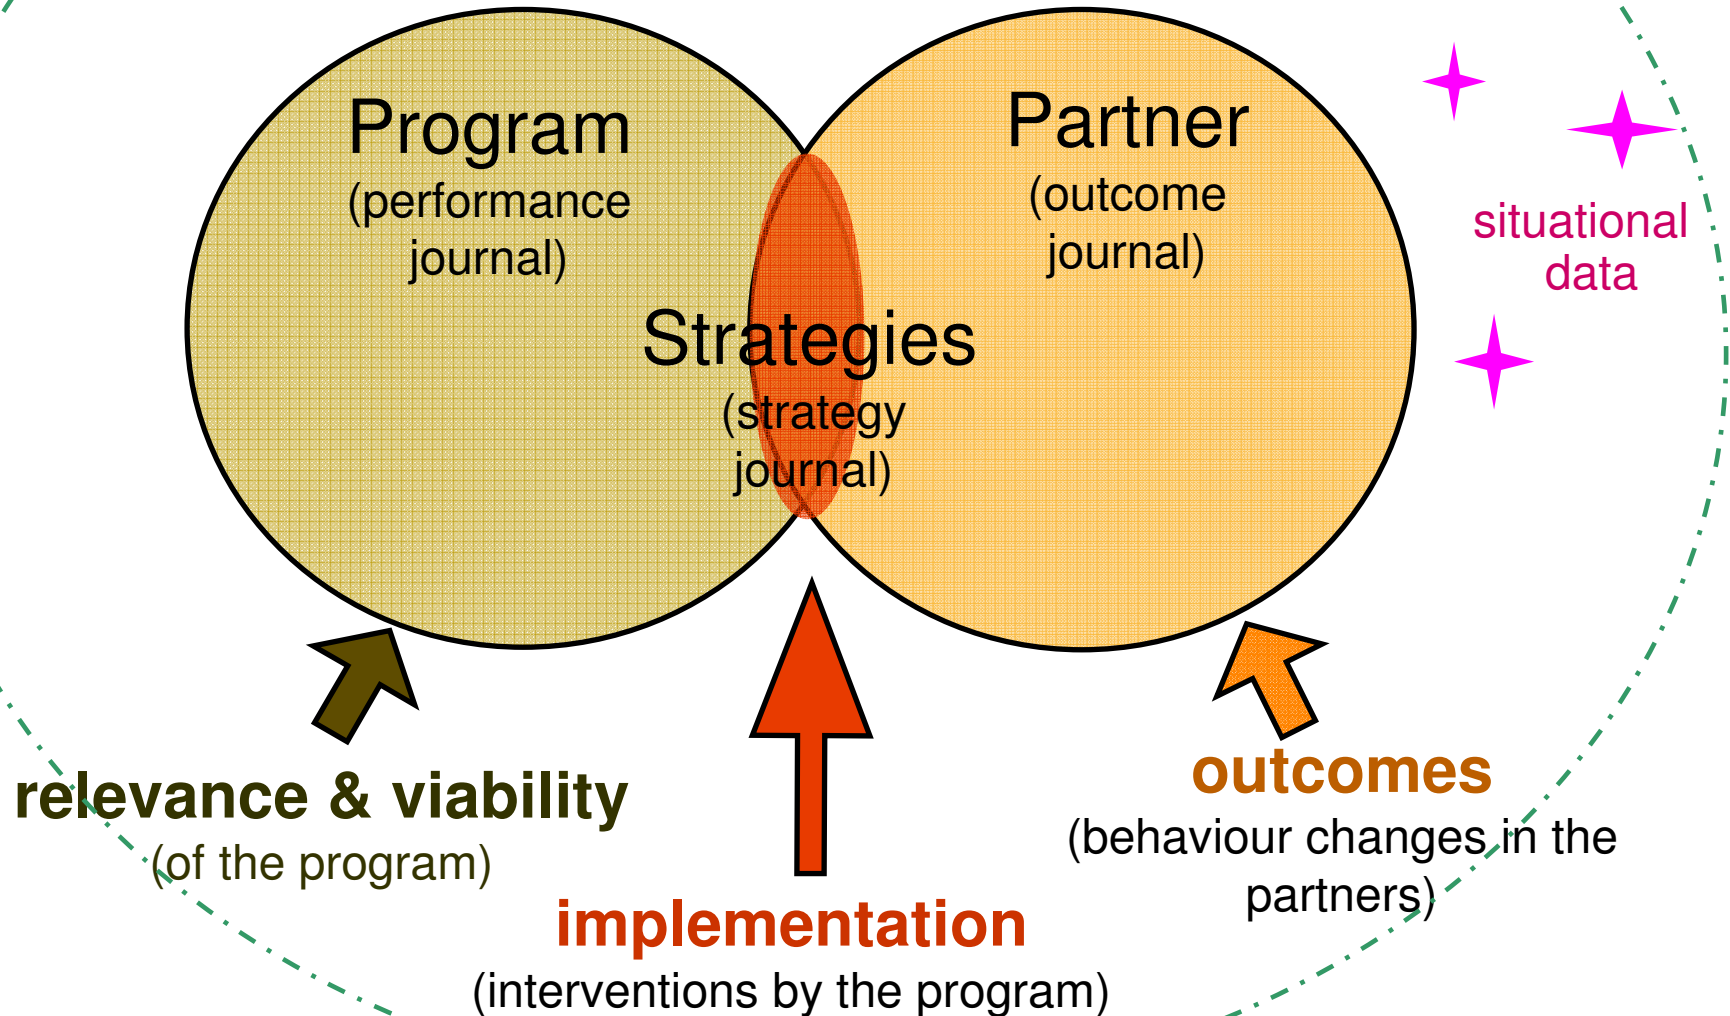 Program
(performance
journal)
Partner
(outcome
journal)
situational
data
Strategies
(strategy
journal)
relevance & viability
(of the program)
outcomes
(behaviour changes in the
partners)
implementation
(interventions by the program)